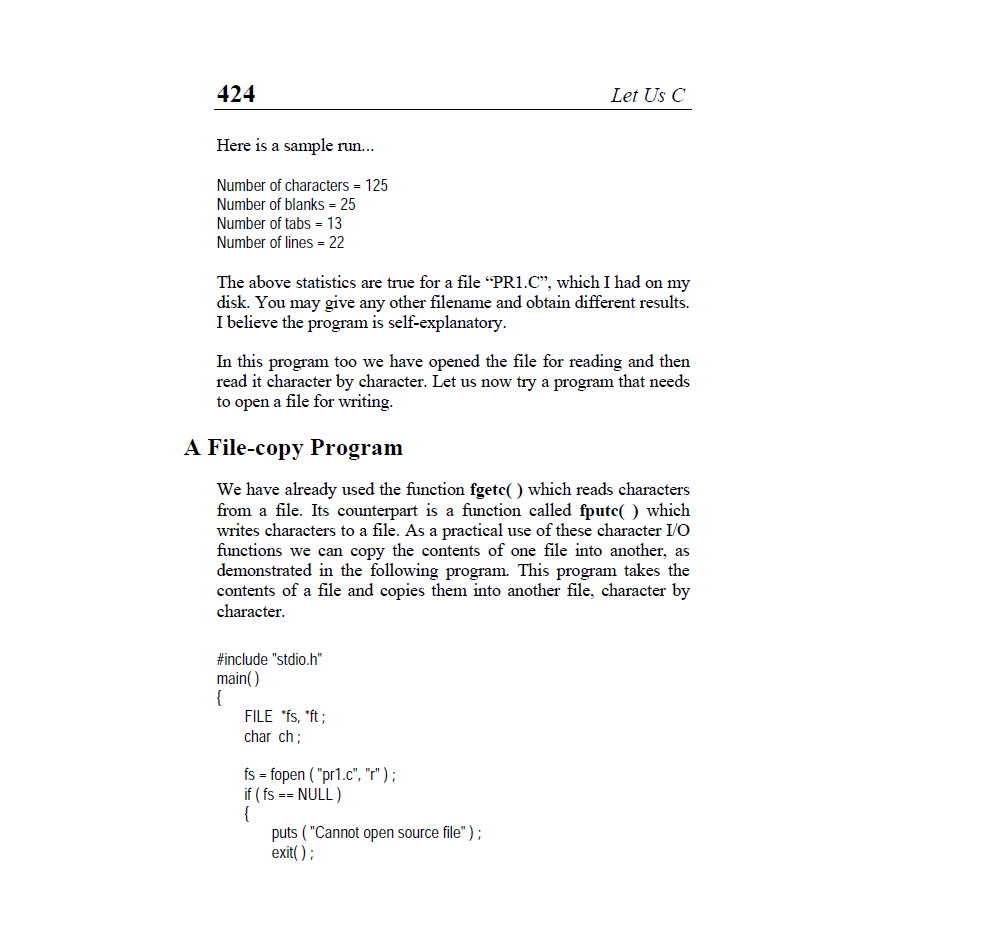 424 Let Us C
Here is a sample run...
Number of characters = 125
Number of blanks = 25
Number of tabs = 13
Number of lines = 22
The above statistics are true for a file “PR1.C”, which I had on my
disk. You may give any other filename and obtain different results.
I believe the program is self-explanatory.
In this program too we have opened the file for reading and then
read it character by character. Let us now try a program that needs
to open a file for writing.
A File-copy Program
We have already used the function fgetc( ) which reads characters
from a file. Its counterpart is a function called fputc( ) which
writes characters to a file. As a practical use of these character I/O
functions we can copy the contents of one file into another, as
demonstrated in the following program. This program takes the
contents of a file and copies them into another file, character by
character.
#include "stdio.h"
main( )
{
FILE *fs, *ft ;
char ch ;
fs = fopen ( "pr1.c", "r" ) ;
if ( fs == NULL )
{
puts ( "Cannot open source file" ) ;
exit( ) ;